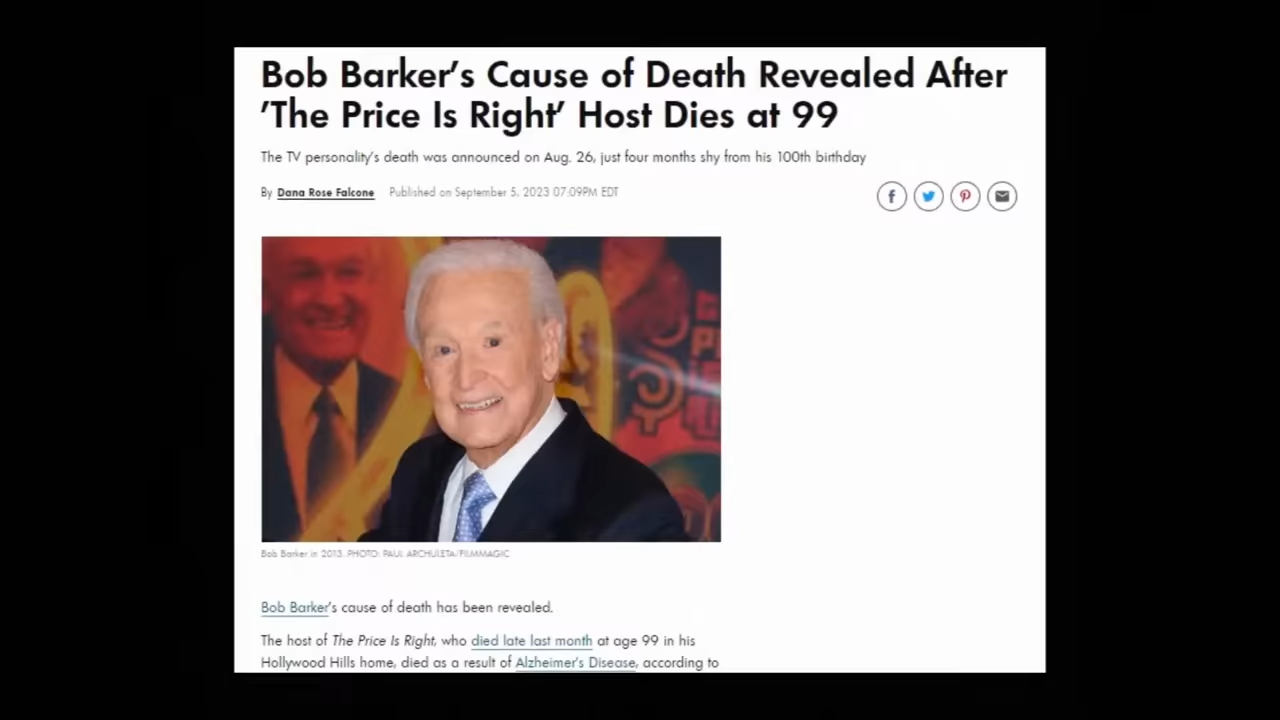 Bob Barker's Cause of Death Revealed After
'The Price Is Right' Host Dies at 99
The TV personality's death was announced on Aug. 26, just four months shy from his 100th birthday
By Dana Rose Falcone Published on September 5, 2023 07:09PM EDT
Bob Barker in 2013. PHOTO: PAUL ARCHULETA/FILMMAGIC
Bob Barker's cause of death has been revealed.
The host of The Price Is Right, who died late last month at age 99 in his
Hollywood Hills home, died as a result of Alzheimer's Disease, according to